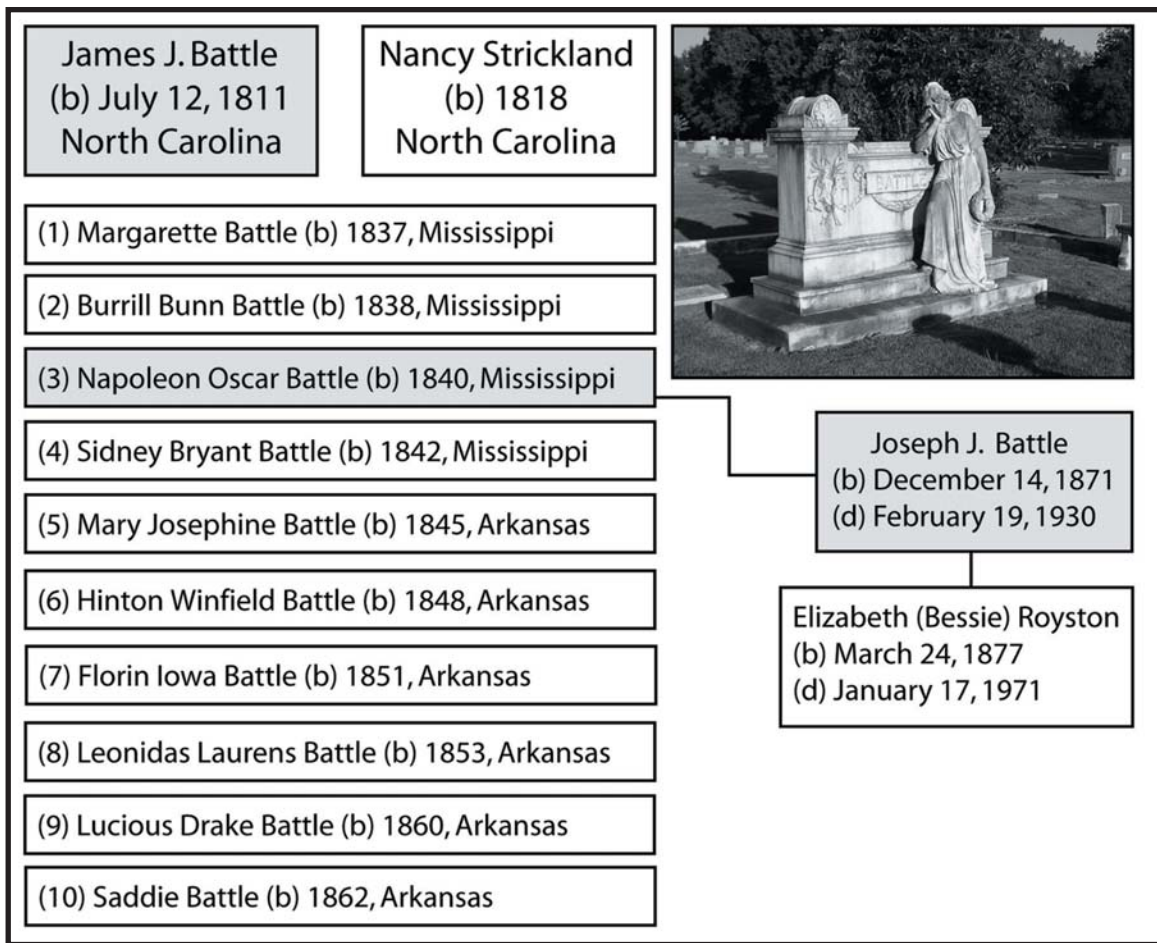 James J. Battle
(b) July 12, 1811
North Carolina
Nancy Strickland
(b) 1818
North Carolina
BATTLE
(1) Margarette Battle (b) 1837, Mississippi
(2) Burrill Bunn Battle (b) 1838, Mississippi
(3) Napoleon Oscar Battle (b) 1840, Mississippi
(4) Sidney Bryant Battle (b) 1842, Mississippi
(5) Mary Josephine Battle (b) 1845, Arkansas
(6) Hinton Winfield Battle (b) 1848, Arkansas
(7) Florin Iowa Battle (b) 1851, Arkansas
(8) Leonidas Laurens Battle (b) 1853, Arkansas
(9) Lucious Drake Battle (b) 1860, Arkansas
(10) Saddie Battle (b) 1862, Arkansas
Joseph J. Battle
(b) December 14, 1871
(d) February 19, 1930
Elizabeth (Bessie) Royston
(b) March 24, 1877
(d) January 17, 1971